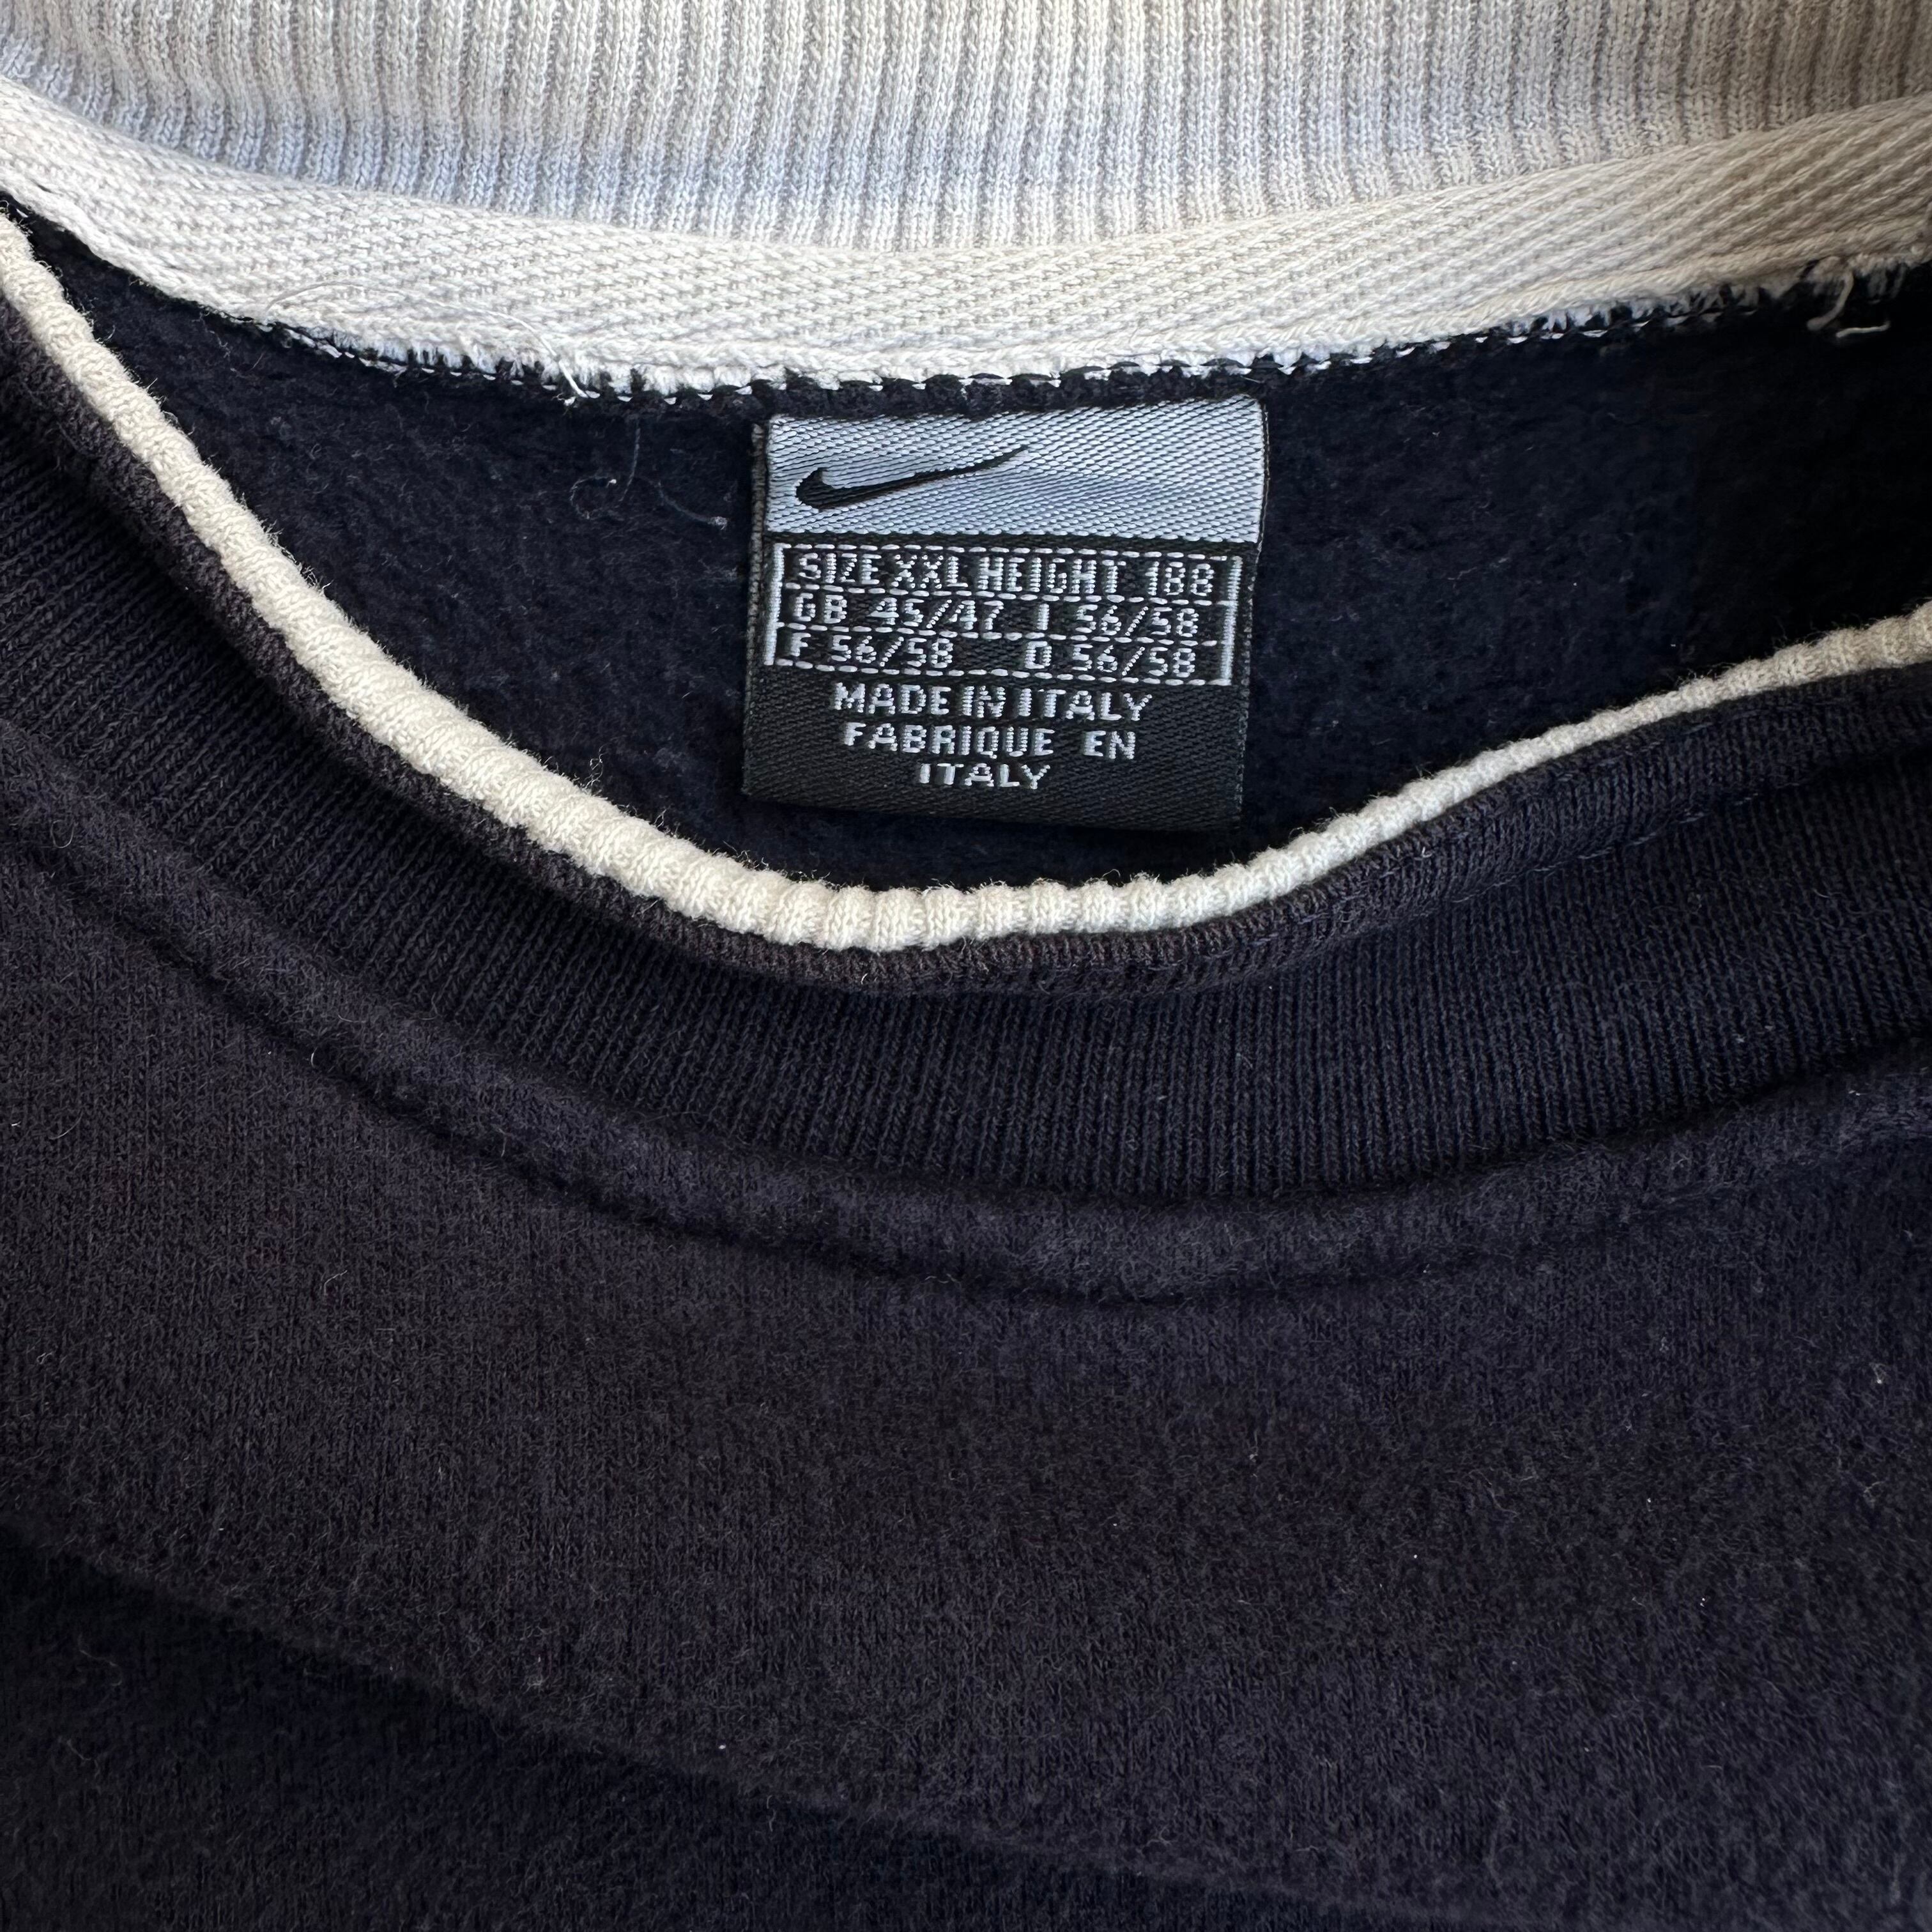 SIZE XXL HEIGHT 188
GB 45/47 I 56/58
F 56/58 D 56/58
MADE IN ITALY
FABRIQUE EN
ITALY